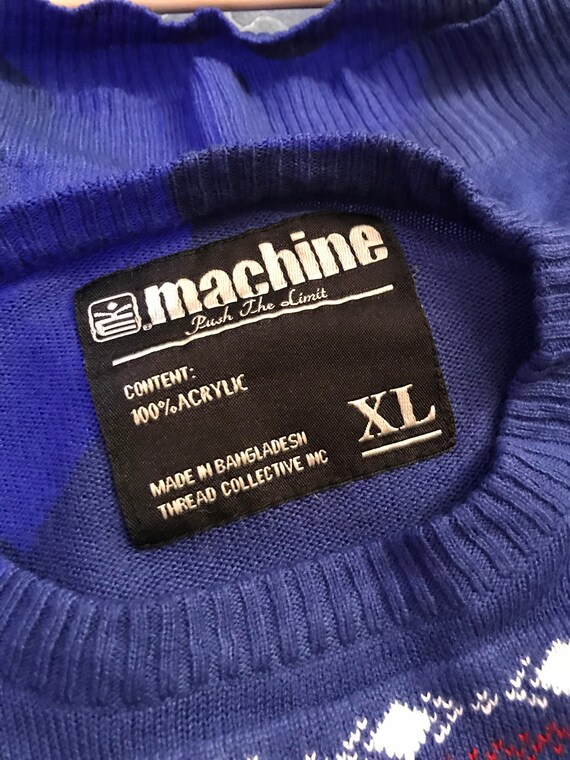 machine
Push The Limit
CONTENT:
100%ACRYLIC
XL
MADE IN BANGLADESH
THREAD COLLECTIVE INC